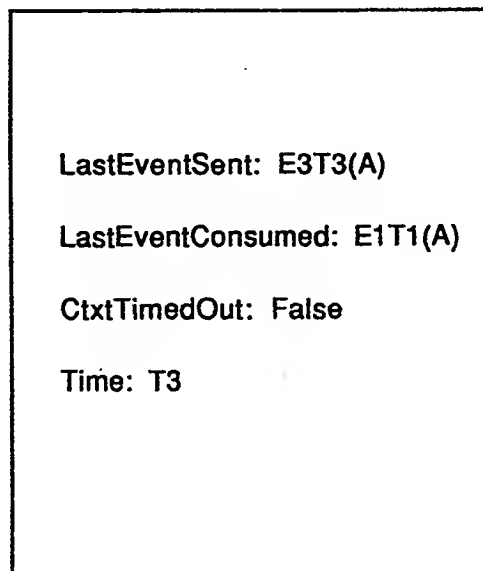 LastEventSent: E3T3(A)
LastEventConsumed: E1T1(A)
CtxtTimedOut: False
Time: T3